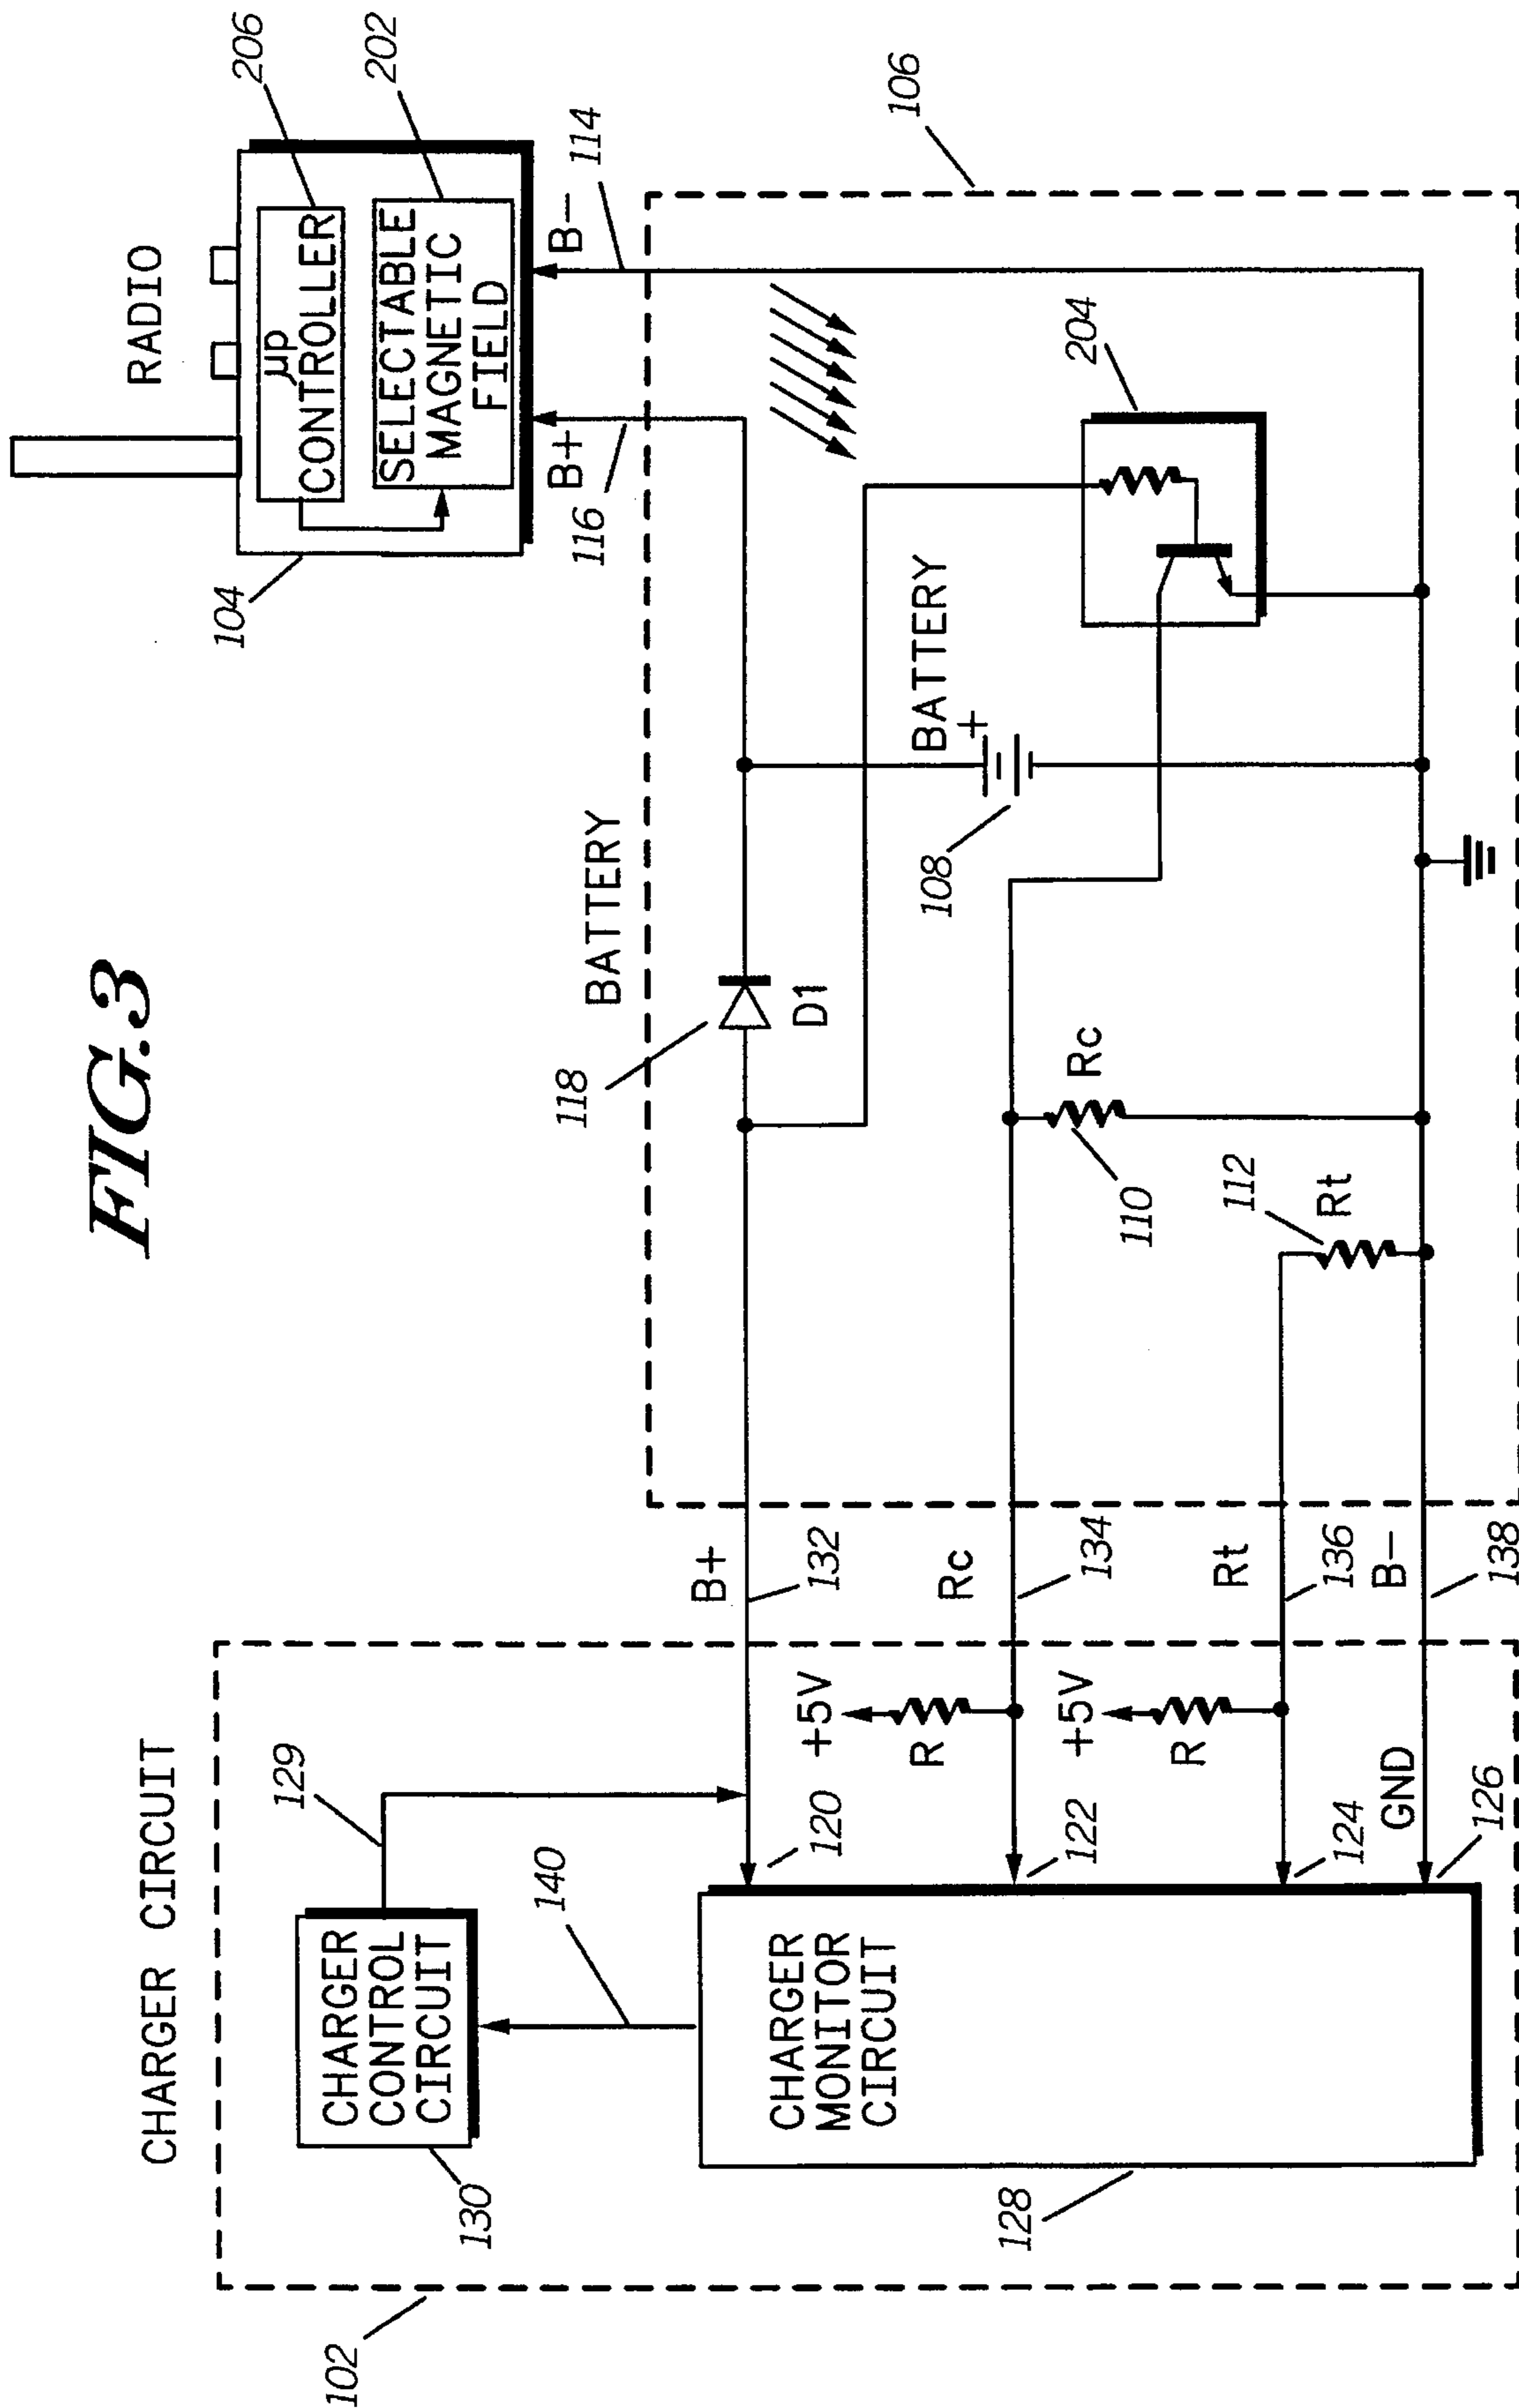 FIG.3
CHARGER CIRCUIT
102
CHARGER
CONTROL
CIRCUIT
130
129
140
CHARGER
MONITOR
CIRCUIT
128
120
122
124
126
GND
+5V
R
+5V
R
B+
132
Rc
134
Rt
136
B-
138
BATTERY
106
118
D1
Rc
110
112
Rt
BATTERY
+
108
204
RADIO
104
µp
CONTROLLER
206
SELECTABLE
MAGNETIC
FIELD
202
B+
116
B-
114